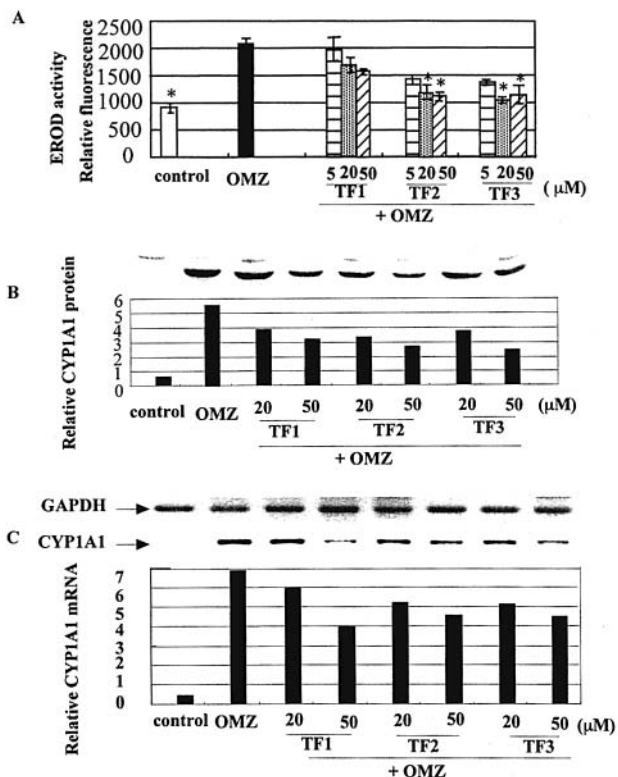 A
EROD activity
Relative fluorescence
2500
2000
1500
1000
500
0
*
* *
* *
control
OMZ
5 20 50
5 20 50
5 20 50
TF1
TF2
TF3
( μM)
+ OMZ
B
Relative CYP1A1 protein
6
5
4
3
2
1
0
control
OMZ
20 50
20 50
20 50
(μM)
TF1
TF2
TF3
+ OMZ
GAPDH
C
CYP1A1
Relative CYP1A1 mRNA
7
6
5
4
3
2
1
0
control
OMZ
20 50
20 50
20 50
(μM)
TF1
TF2
TF3
+ OMZ